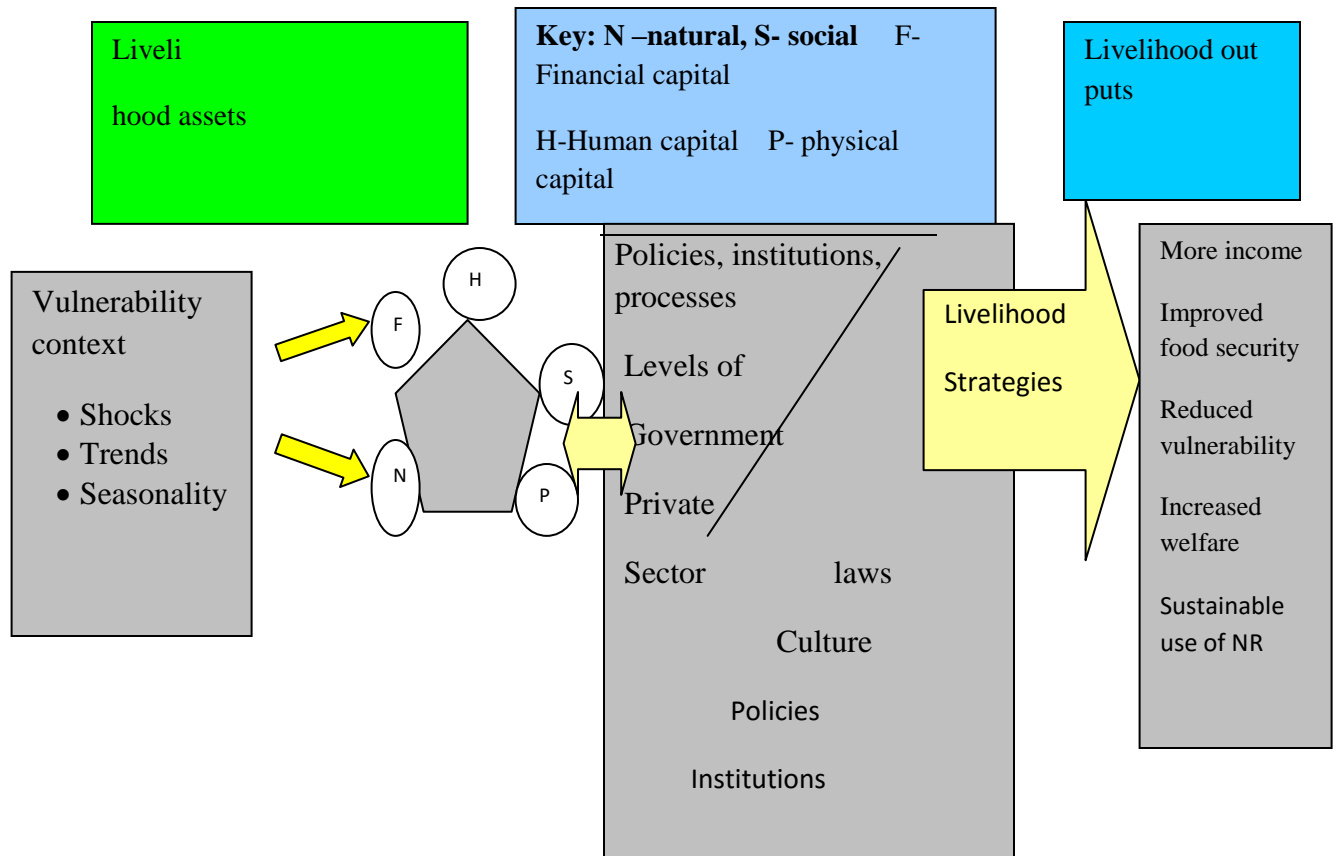 Liveli
hood assets
Key: N –natural, S- social F-
Financial capital
H-Human capital P- physical
capital
Livelihood out
puts
Vulnerability
context
• Shocks
• Trends
• Seasonality
H
F
S
N
P
Policies, institutions,
processes
Levels of
Government
Private
Sector laws
Culture
Policies
Institutions
Livelihood
Strategies
More income
Improved
food security
Reduced
vulnerability
Increased
welfare
Sustainable
use of NR